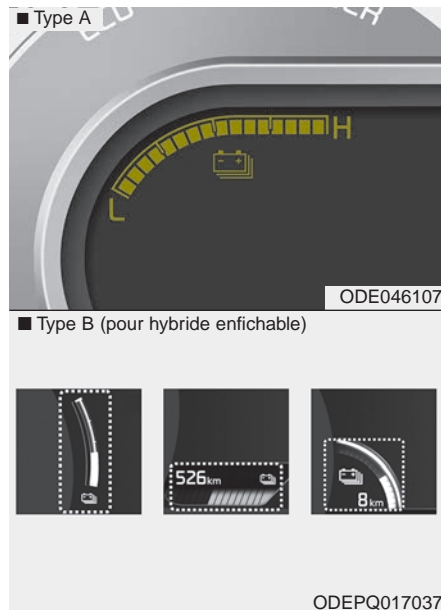 ■ Type A
H
L
ODE046107
■ Type B (pour hybride enfichable)
526km
8km
ODEPQ017037